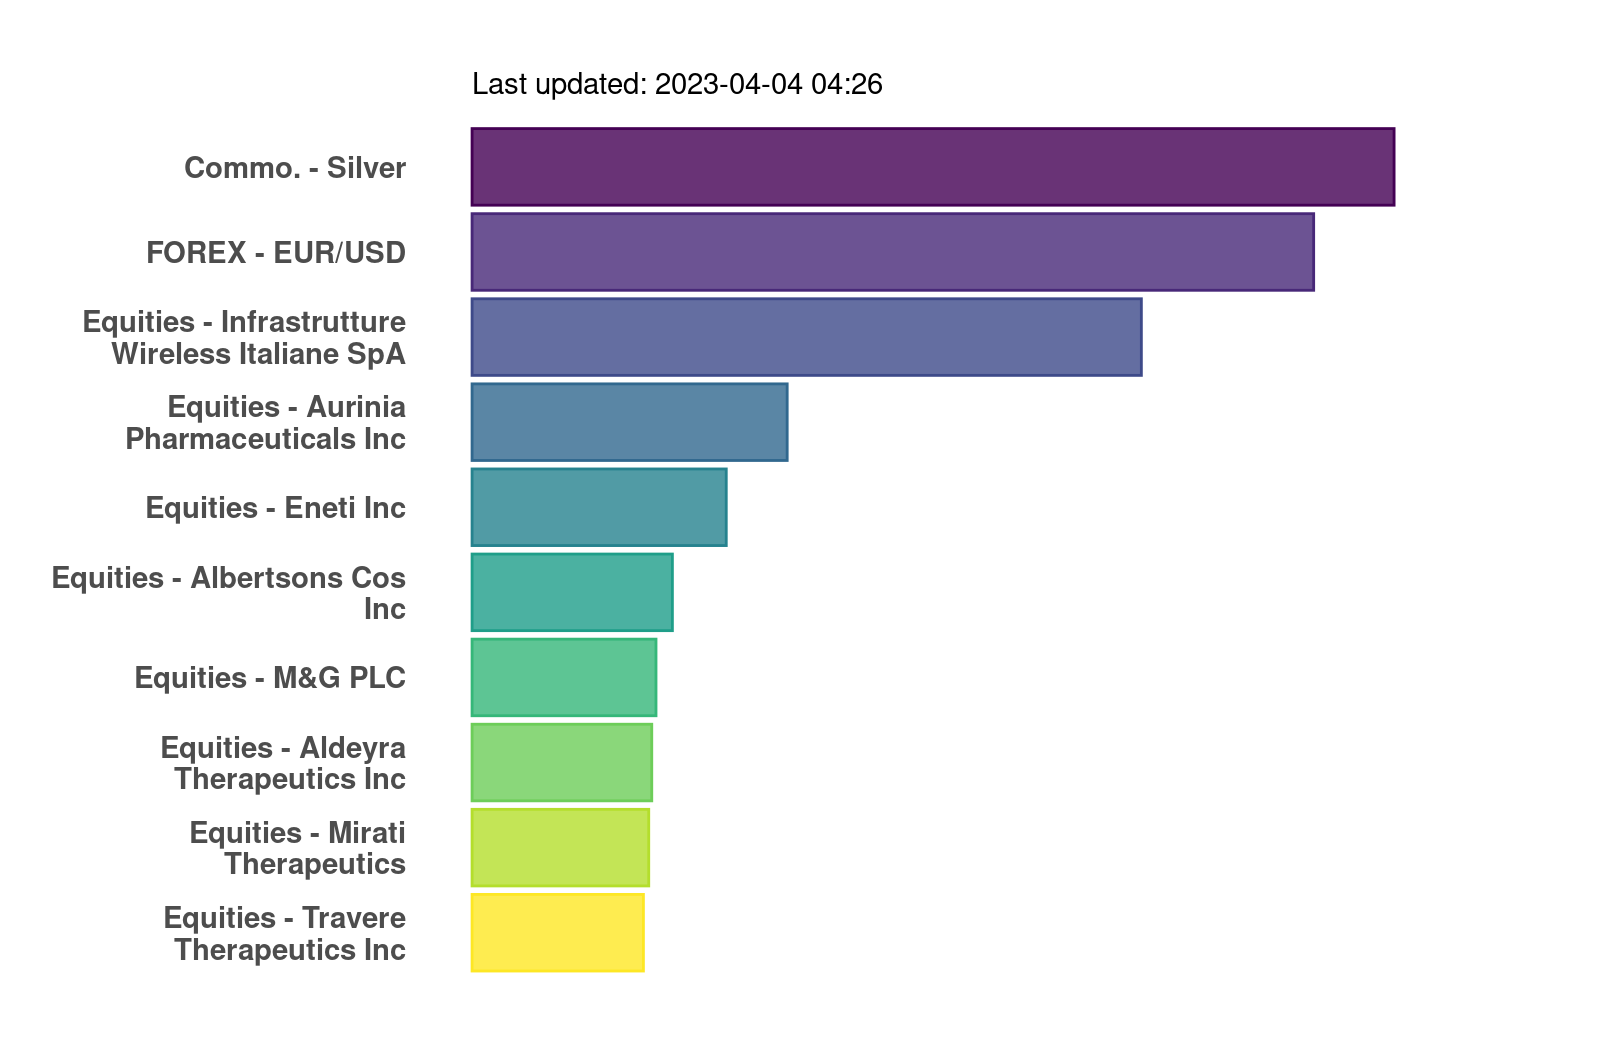 Last updated: 2023-04-04 04:26
Commo. - Silver
FOREX - EUR/USD
Equities - Infrastrutture
Wireless Italiane SpA
Equities - Aurinia
Pharmaceuticals Inc
Equities - Eneti Inc
Equities - Albertsons Cos
Inc
Equities - M&G PLC
Equities - Aldeyra
Therapeutics Inc
Equities - Mirati
Therapeutics
Equities - Travere
Therapeutics Inc